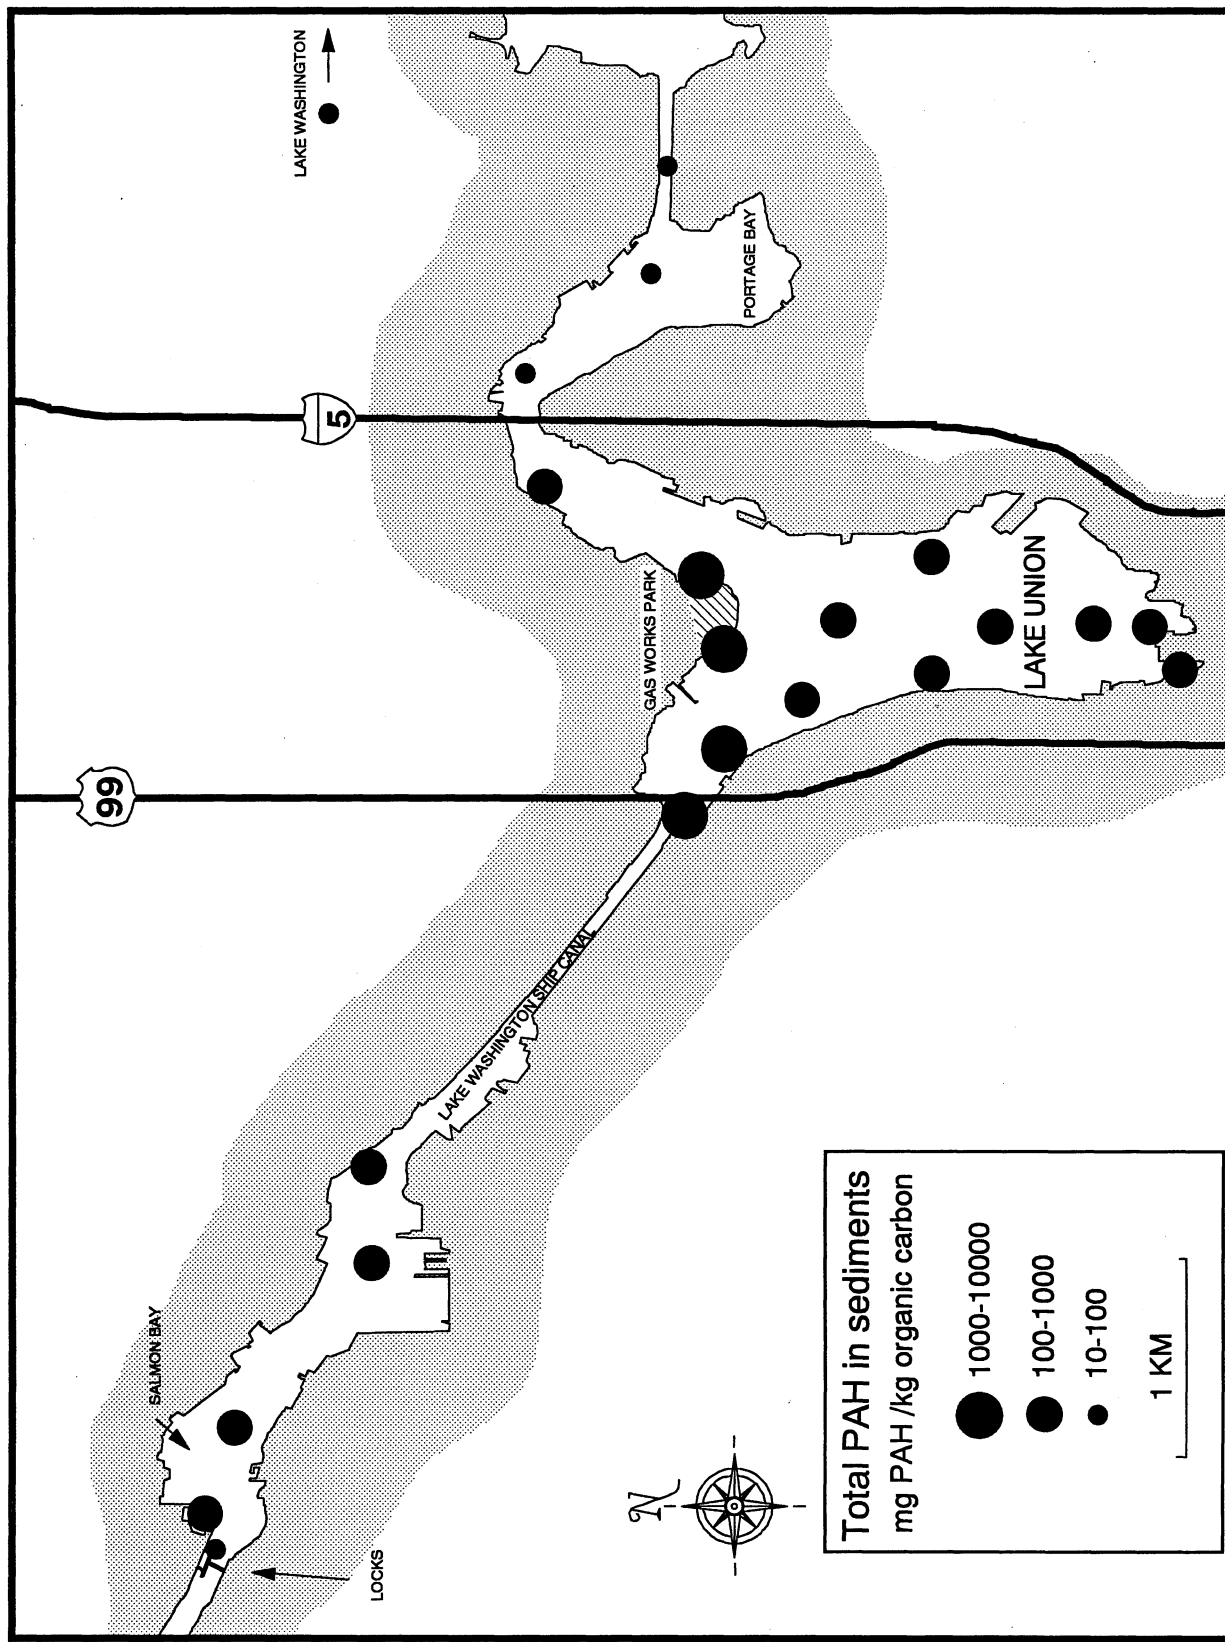 LAKE WASHINGTON
5
PORTAGE BAY
GAS WORKS PARK
LAKE UNION
99
LAKE WASHINGTON SHIP CANAL
SALMON BAY
LOCKS
N
Total PAH in sediments
mg PAH /kg organic carbon
1000-10000
100-1000
10-100
1 KM